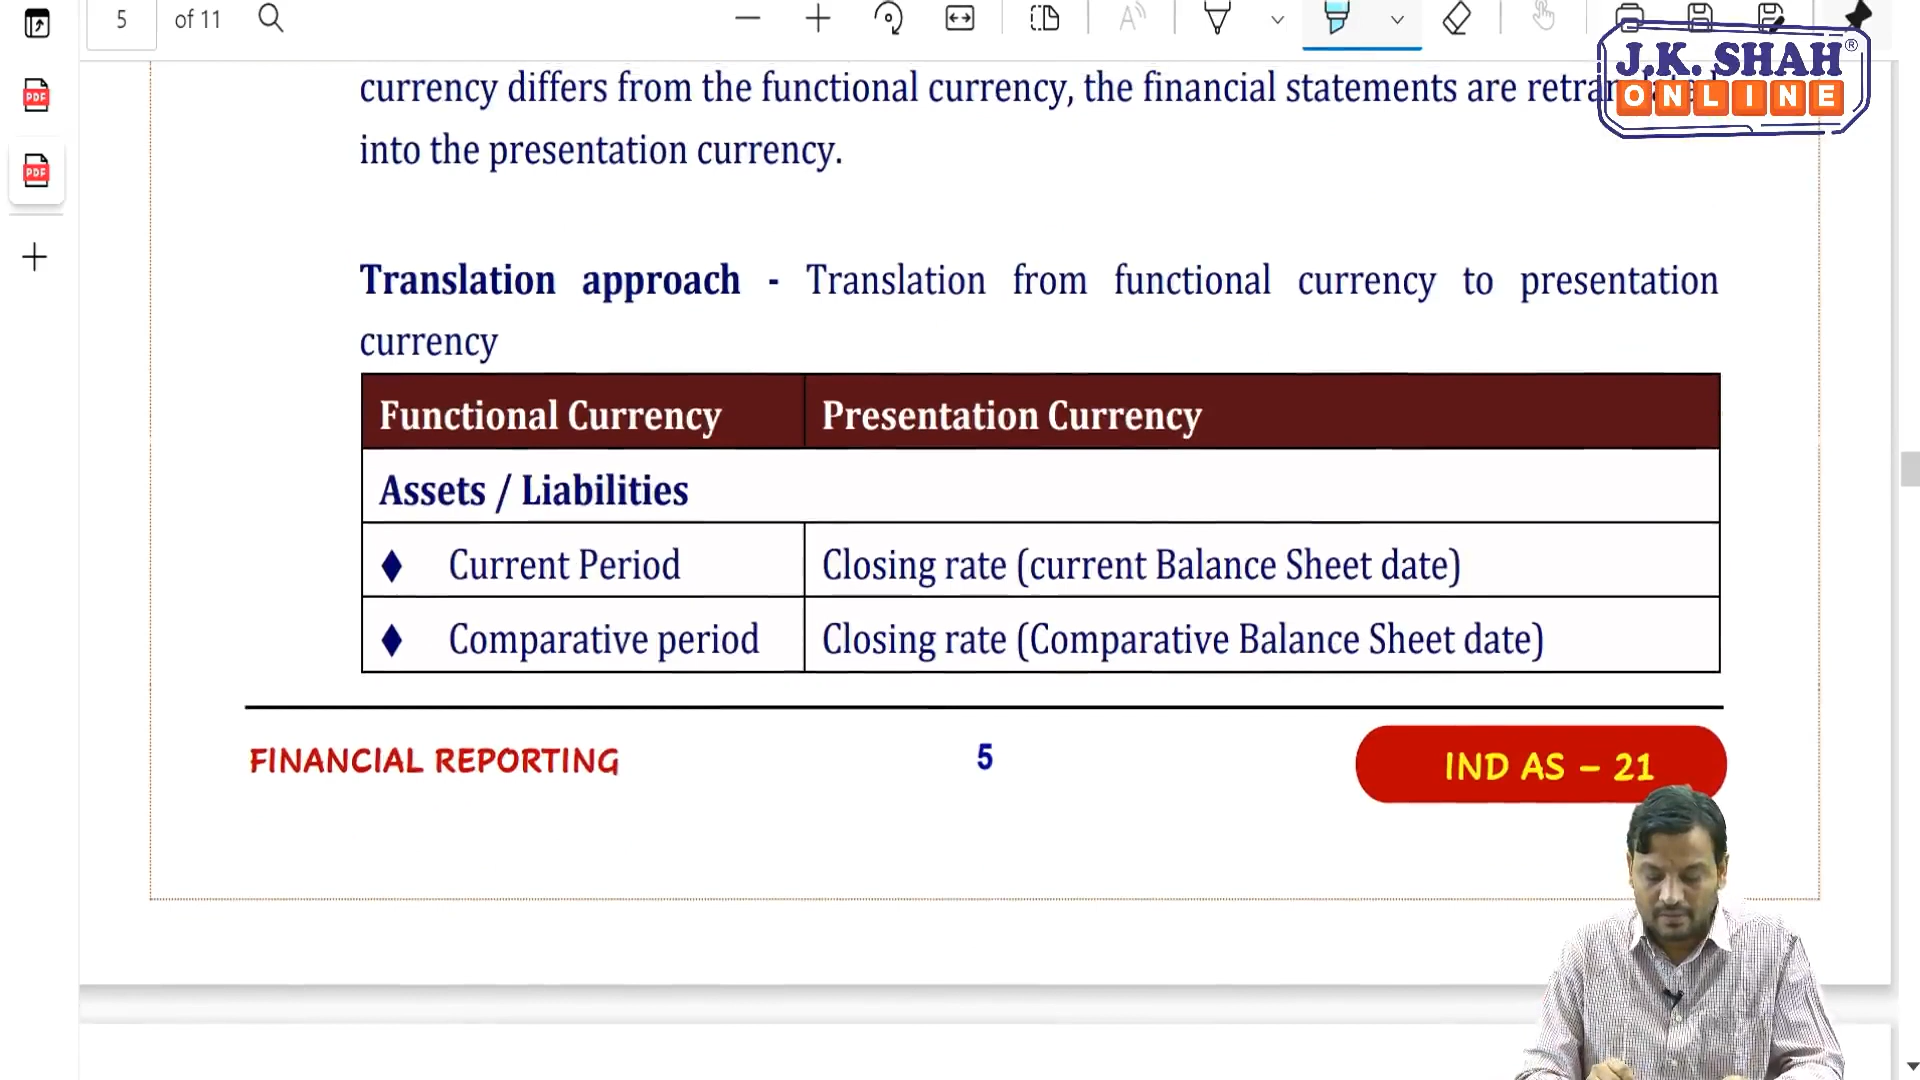 5 of 11
J.K. SHAH®
ONLINE
currency differs from the functional currency, the financial statements are
into the presentation currency.
Translation approach - Translation from functional currency to presentation
currency
Functional Currency Presentation Currency
Assets / Liabilities
♦ Current Period Closing rate (current Balance Sheet date)
♦ Comparative period Closing rate (Comparative Balance Sheet date)
FINANCIAL REPORTING 5 IND AS – 21
PDF
PDF